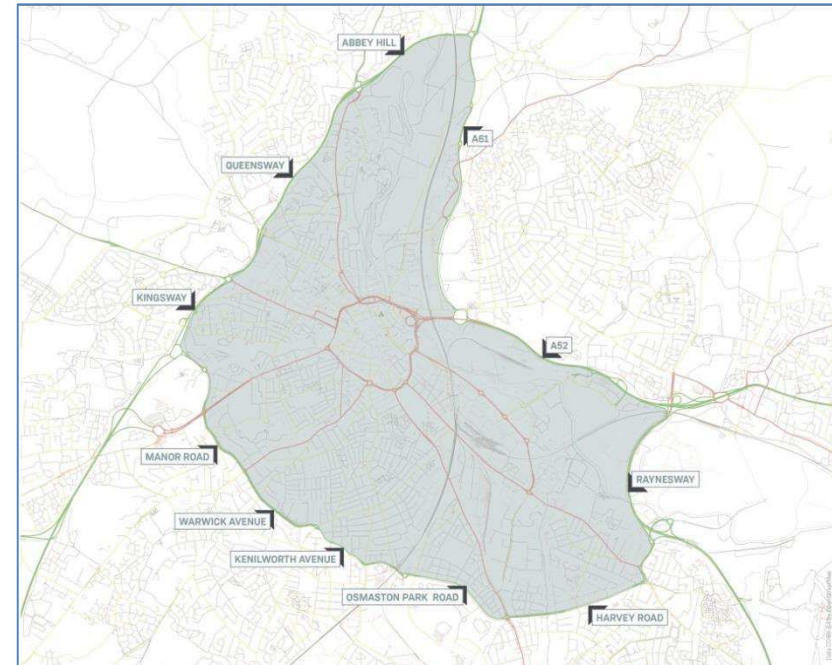 ABBEY HILL
A61
QUEENSWAY
KINGSWAY
A52
MANOR ROAD
RAYNESWAY
WARWICK AVENUE
KENILWORTH AVENUE
OSMASTON PARK ROAD
HARVEY ROAD